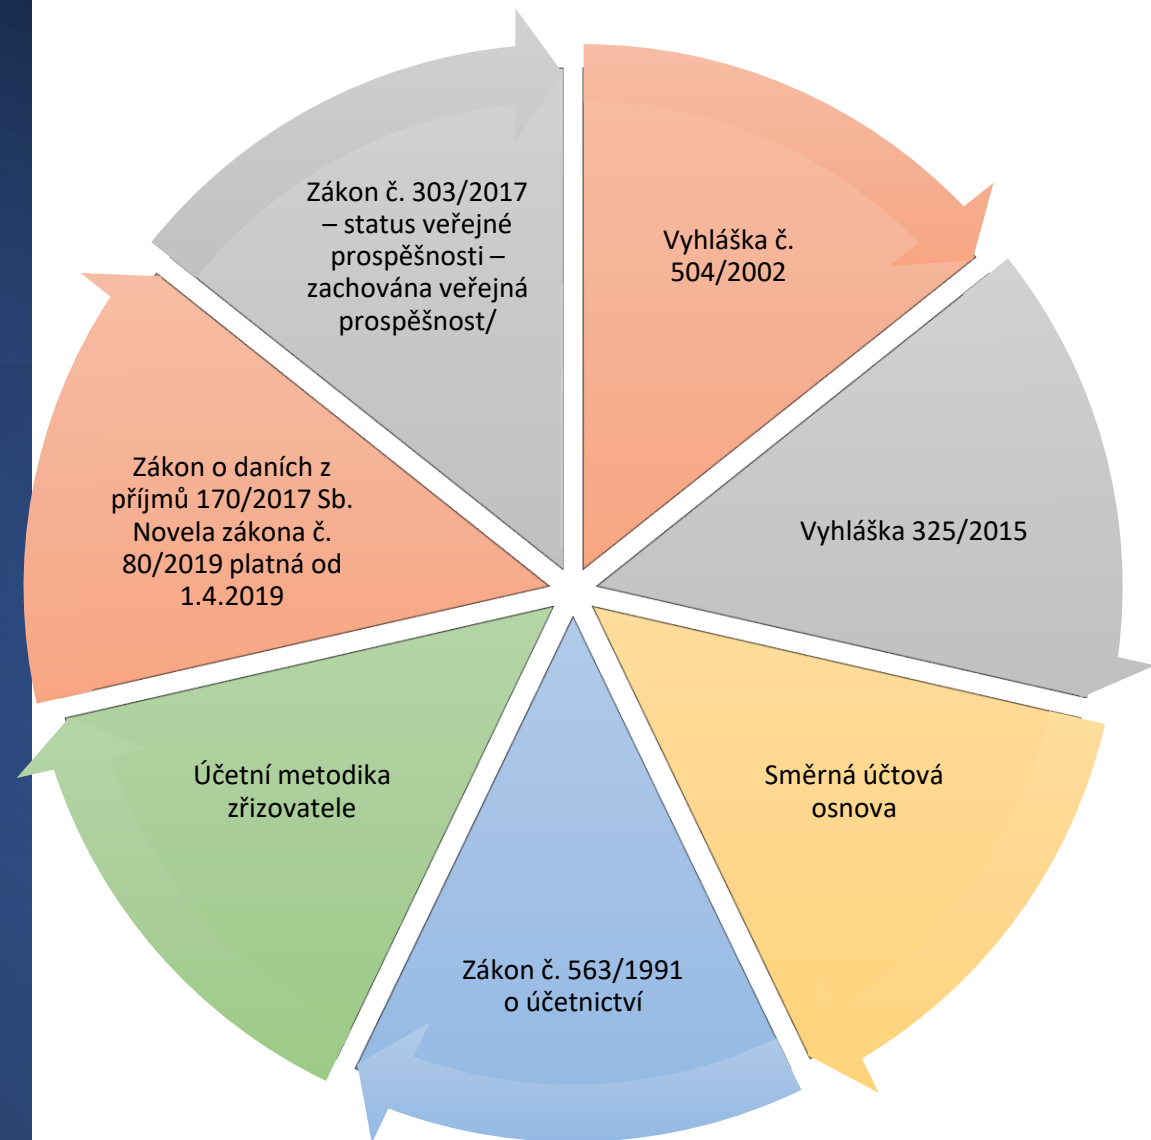 Zákon č. 303/2017
– status veřejné
prospěšnosti –
zachována veřejná
prospěšnost/
Vyhláška č.
504/2002
Vyhláška 325/2015
Směrná účtová
osnova
Zákon č. 563/1991
o účetnictví
Účetní metodika
zřizovatele
Zákon o daních z
příjmů 170/2017 Sb.
Novela zákona č.
80/2019 platná od
1.4.2019